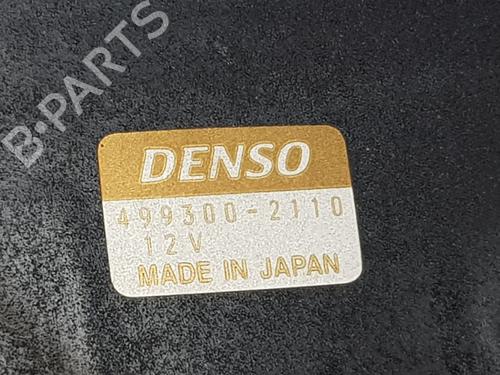 B-PARTS
DENSO
499300-2110
12V
MADE IN JAPAN